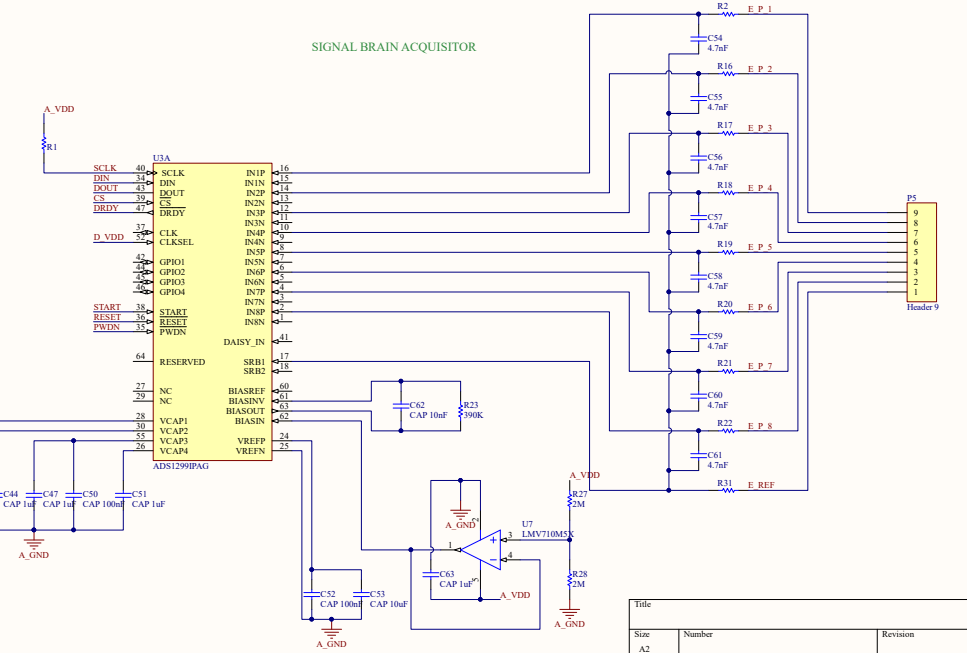 SIGNAL BRAIN ACQUISITOR
A_VDD
R1
U3A
SCLK 40 SCLK
DIN 34 DIN
DOUT 43 DOUT
CS 39 CS
DRDY 47 DRDY
37 CLK
D_VDD 52 CLKSEL
42 GPIO1
44 GPIO2
45 GPIO3
46 GPIO4
START 38 START
RESET 36 RESET
PWDN 35 PWDN
64 RESERVED
27 NC
29 NC
28 VCAP1
30 VCAP2
55 VCAP3
26 VCAP4
IN1P 16
IN1N 15
IN2P 14
IN2N 13
IN3P 12
IN3N 11
IN4P 10
IN4N 9
IN5P 8
IN5N 7
IN6P 6
IN6N 5
IN7P 4
IN7N 3
IN8P 2
IN8N 1
DAISY_IN 41
SRB1 17
SRB2 18
BIASREF 60
BIASINV 61
BIASOUT 63
BIASIN 62
VREFP 24
VREFN 25
ADS1299IPAG
C44
CAP 1uF
C47
CAP 1uF
C50
CAP 100nF
C51
CAP 1uF
A_GND
C62
CAP 10nF
R23
390K
C52
CAP 100nF
C53
CAP 10uF
A_GND
A_GND
C63
CAP 1uF
U7
LMV710M5X
1
2
3
4
5
A_VDD
A_VDD
R27
2M
R28
2M
A_GND
R2 E_P_1
C54
4.7nF
R16 E_P_2
C55
4.7nF
R17 E_P_3
C56
4.7nF
R18 E_P_4
C57
4.7nF
R19 E_P_5
C58
4.7nF
R20 E_P_6
C59
4.7nF
R21 E_P_7
C60
4.7nF
R22 E_P_8
C61
4.7nF
R31 E_REF
P5
9
8
7
6
5
4
3
2
1
Header 9
Title
Size Number Revision
A2